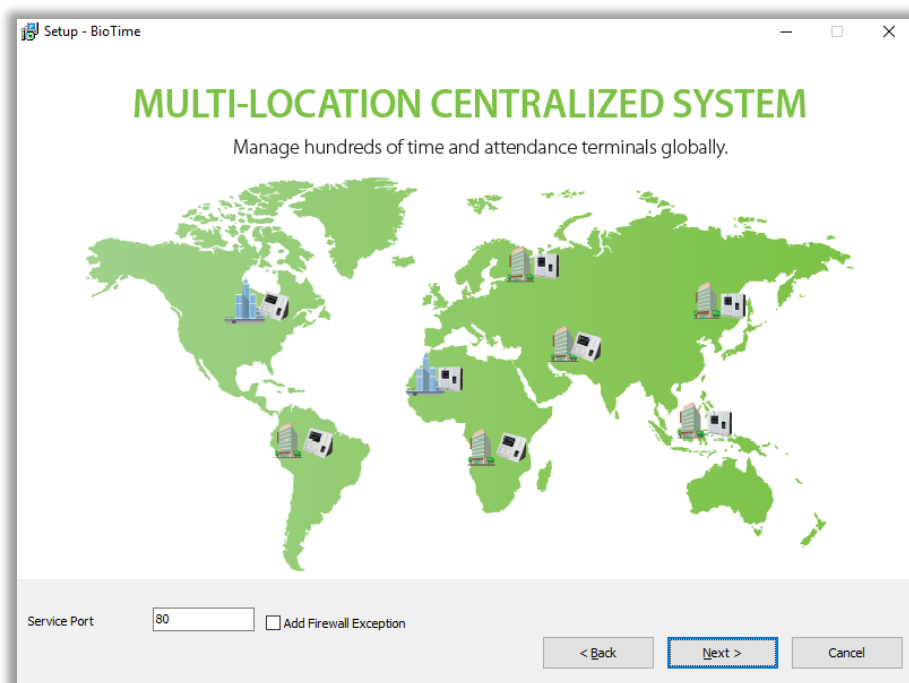 Setup - BioTime
MULTI-LOCATION CENTRALIZED SYSTEM
Manage hundreds of time and attendance terminals globally.
Service Port
80
Add Firewall Exception
< Back
Next >
Cancel